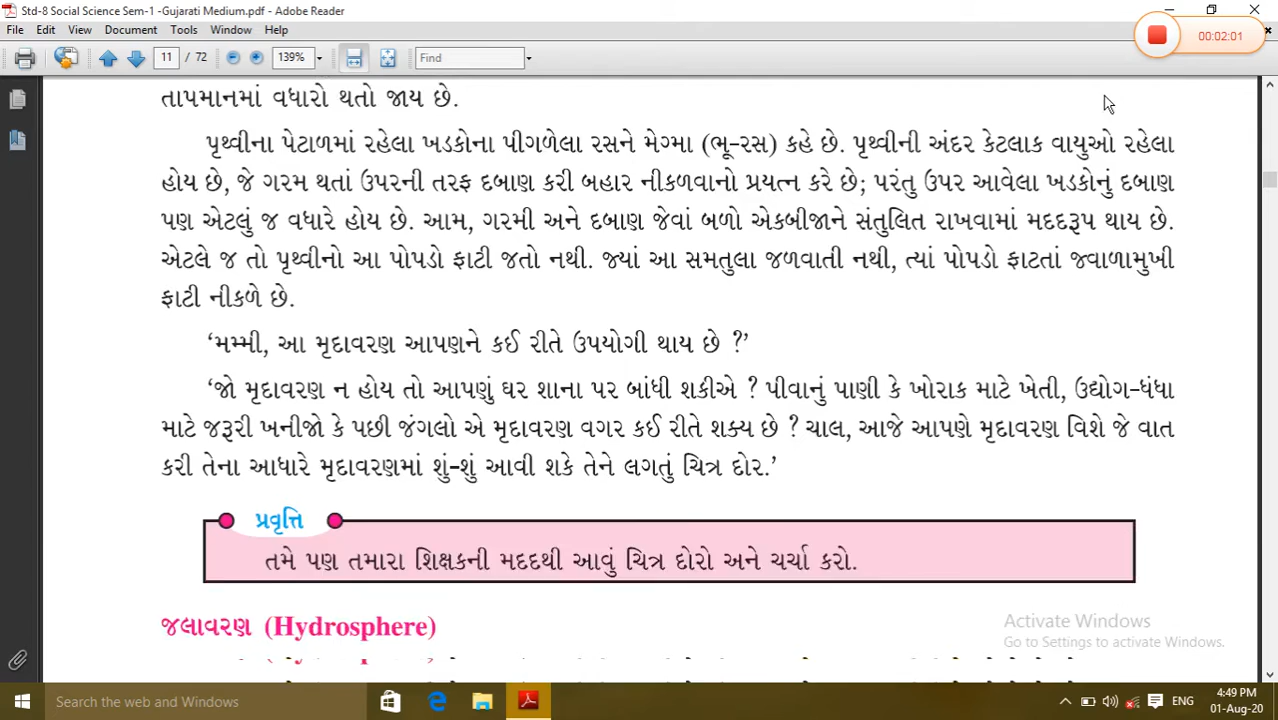 Std-8 Social Science Sem-1 -Gujarati Medium.pdf - Adobe Reader
File Edit View Document Tools Window Help
00:02:01
11 / 72 139% Find
તાપમાનમાં વધારો થતો જાય છે.
પૃથ્વીના પેટાળમાં રહેલા ખડકોના પીગળેલા રસને મેગ્મા (ભૂ-રસ) કહે છે. પૃથ્વીની અંદર કેટલાક વાયુઓ રહેલા
હોય છે, જે ગરમ થતાં ઉપરની તરફ દબાણ કરી બહાર નીકળવાનો પ્રયત્ન કરે છે; પરંતુ ઉપર આવેલા ખડકોનું દબાણ
પણ એટલું જ વધારે હોય છે. આમ, ગરમી અને દબાણ જેવાં બળો એકબીજાને સંતુલિત રાખવામાં મદદરૂપ થાય છે.
એટલે જ તો પૃથ્વીનો આ પોપડો ફાટી જતો નથી. જ્યાં આ સમતુલા જળવાતી નથી, ત્યાં પોપડો ફાટતાં જ્વાળામુખી
ફાટી નીકળે છે.
‘મમ્મી, આ મૃદાવરણ આપણને કઈ રીતે ઉપયોગી થાય છે ?’
‘જો મૃદાવરણ ન હોય તો આપણું ઘર શાના પર બાંધી શકીએ ? પીવાનું પાણી કે ખોરાક માટે ખેતી, ઉદ્યોગ-ધંધા
માટે જરૂરી ખનીજો કે પછી જંગલો એ મૃદાવરણ વગર કઈ રીતે શક્ય છે ? ચાલ, આજે આપણે મૃદાવરણ વિશે જે વાત
કરી તેના આધારે મૃદાવરણમાં શું-શું આવી શકે તેને લગતું ચિત્ર દોર.’
પ્રવૃત્તિ
તમે પણ તમારા શિક્ષકની મદદથી આવું ચિત્ર દોરો અને ચર્ચા કરો.
જલાવરણ (Hydrosphere)
Activate Windows
Go to Settings to activate Windows.
Search the web and Windows
ENG
4:49 PM
01-Aug-20